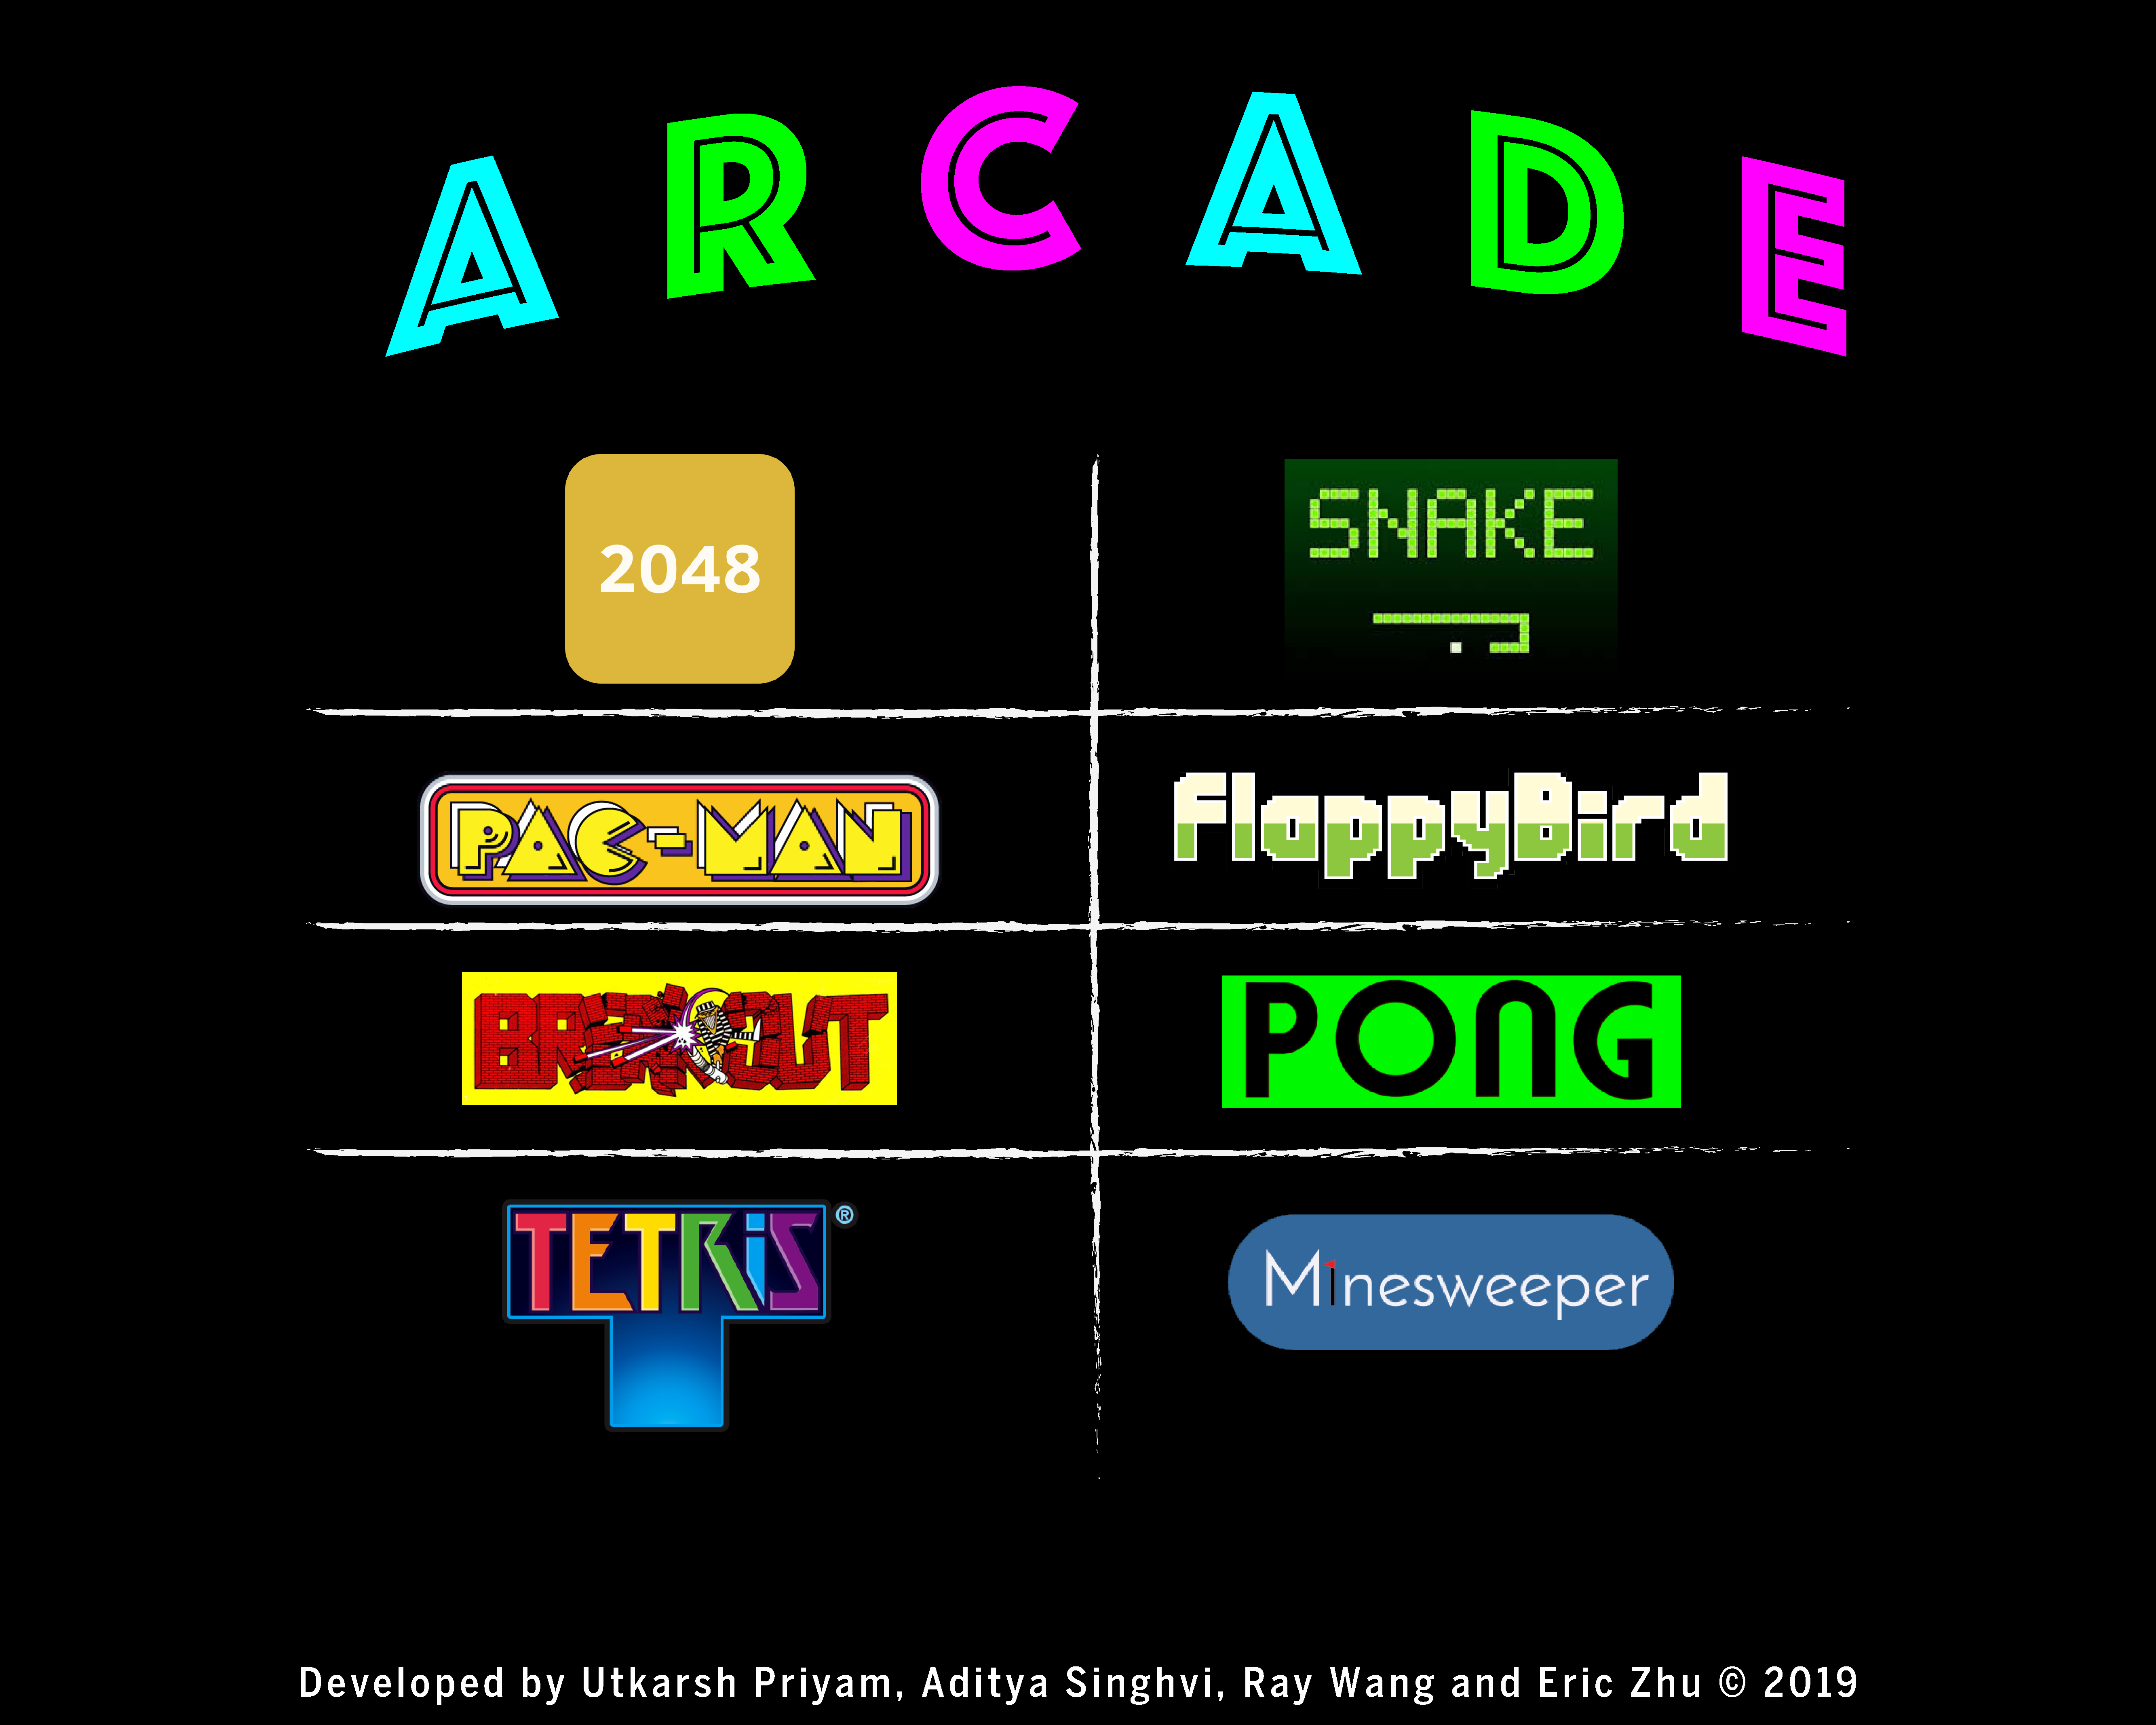 ARCADE
2048
SNAKE
PAC-MAN
FlappyBird
BREAKOUT
PONG
TETRiS ®
Minesweeper
Developed by Utkarsh Priyam, Aditya Singhvi, Ray Wang and Eric Zhu © 2019